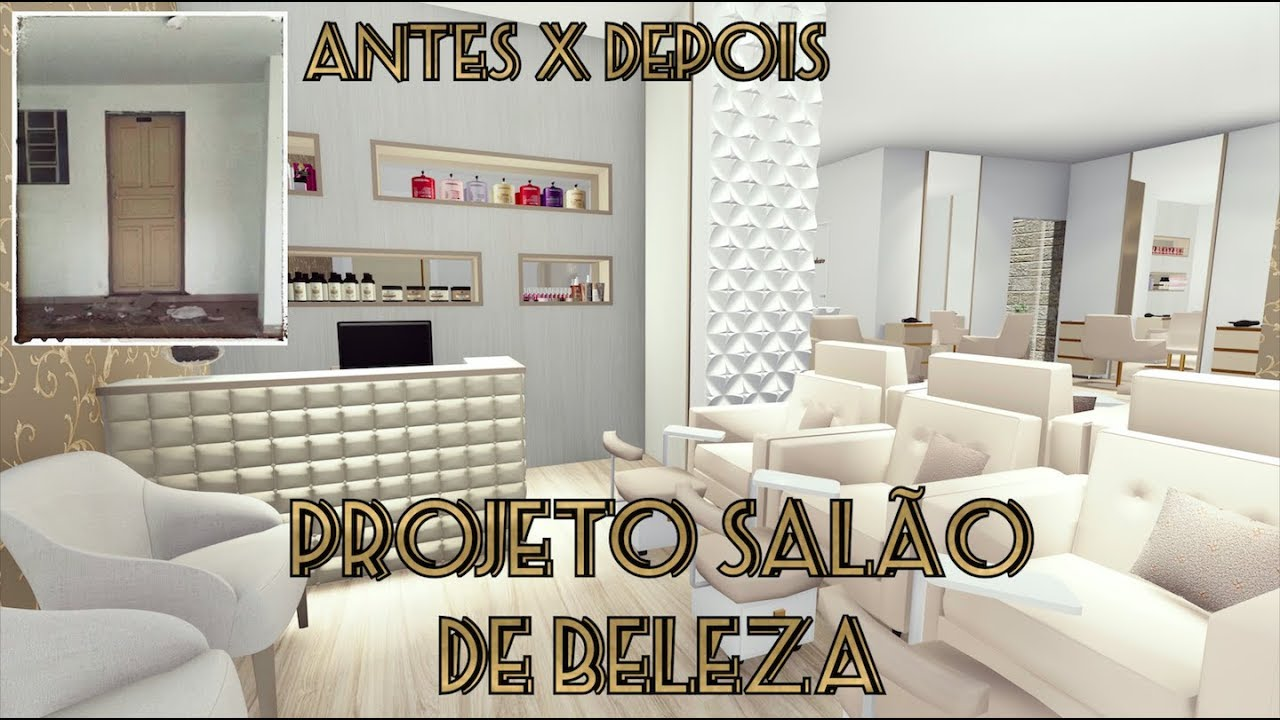 ANTES X DEPOIS
PROJETO SALÃO
DE BELEZA